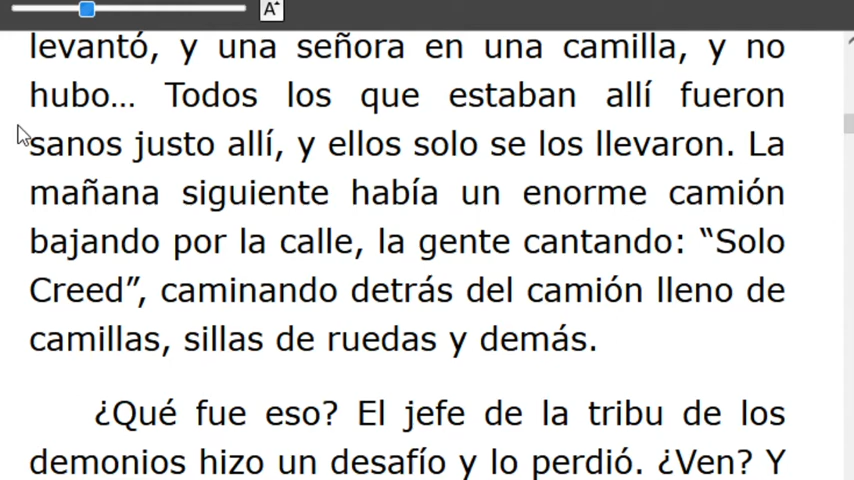 A
levantó, y una señora en una camilla, y no
hubo… Todos los que estaban allí fueron
sanos justo allí, y ellos solo se los llevaron. La
mañana siguiente había un enorme camión
bajando por la calle, la gente cantando: “Solo
Creed”, caminando detrás del camión lleno de
camillas, sillas de ruedas y demás.
¿Qué fue eso? El jefe de la tribu de los
demonios hizo un desafío y lo perdió. ¿Ven? Y